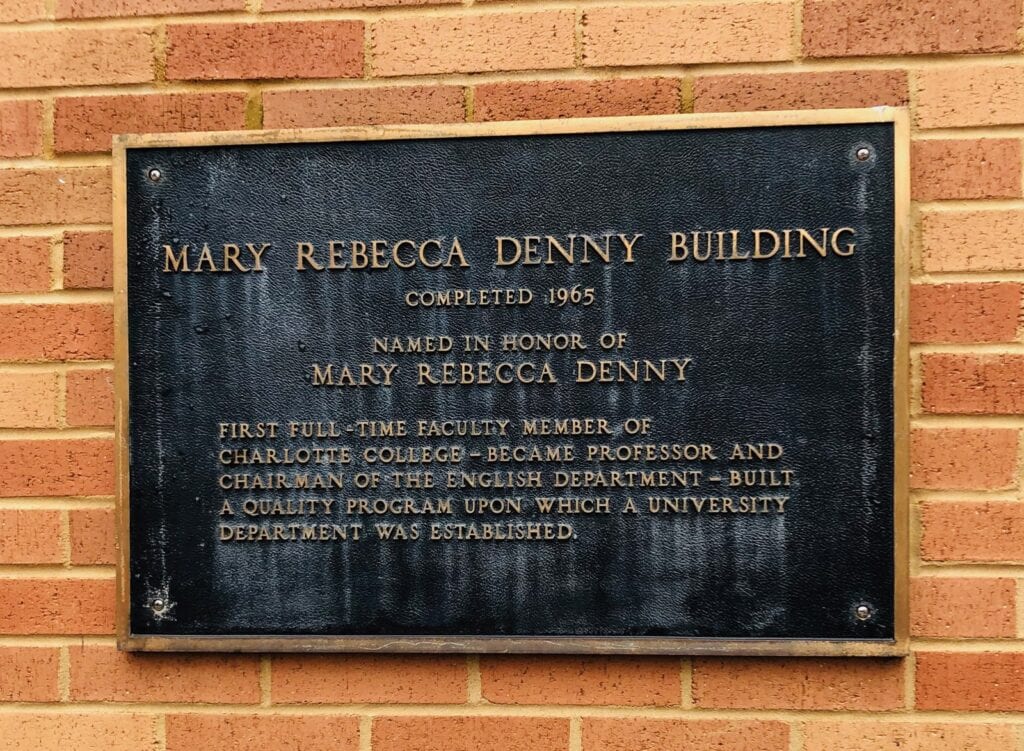 MARY REBECCA DENNY BUILDING
COMPLETED 1965
NAMED IN HONOR OF
MARY REBECCA DENNY
FIRST FULL-TIME FACULTY MEMBER OF
CHARLOTTE COLLEGE – BECAME PROFESSOR AND
CHAIRMAN OF THE ENGLISH DEPARTMENT – BUILT
A QUALITY PROGRAM UPON WHICH A UNIVERSITY
DEPARTMENT WAS ESTABLISHED.